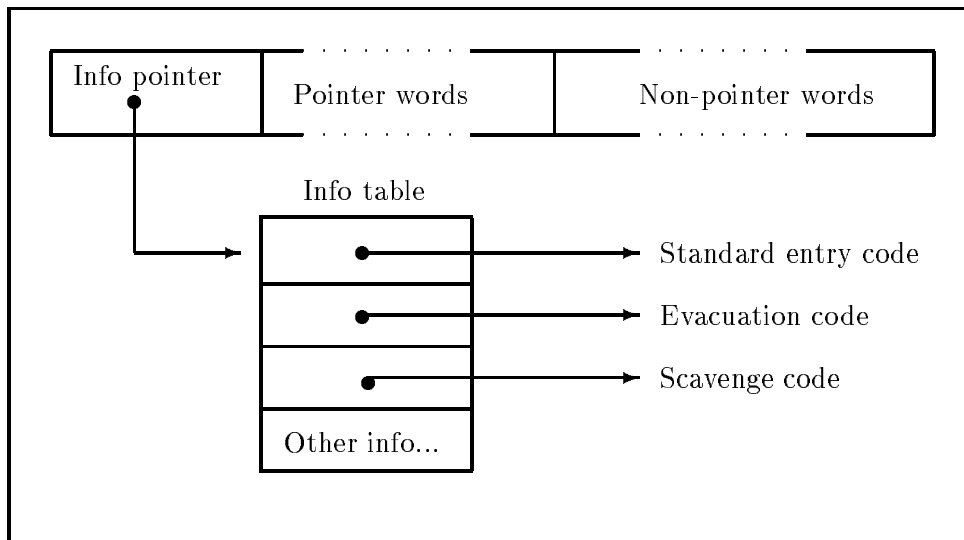 Info pointer
Pointer words
Non-pointer words
Info table
Standard entry code
Evacuation code
Scavenge code
Other info...